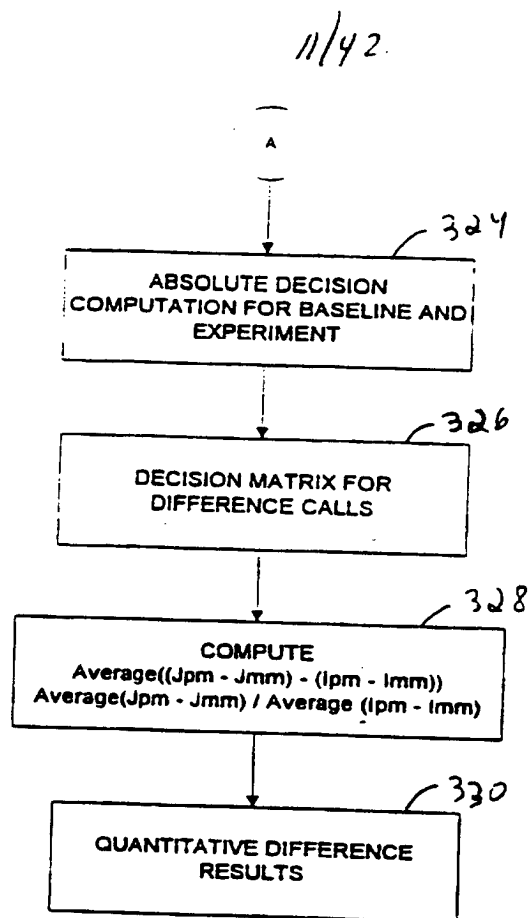 11/42
A
324
ABSOLUTE DECISION
COMPUTATION FOR BASELINE AND
EXPERIMENT
326
DECISION MATRIX FOR
DIFFERENCE CALLS
328
COMPUTE
Average((Jpm - Jmm) - (Ipm - Imm))
Average(Jpm - Jmm) / Average (Ipm - Imm)
330
QUANTITATIVE DIFFERENCE
RESULTS